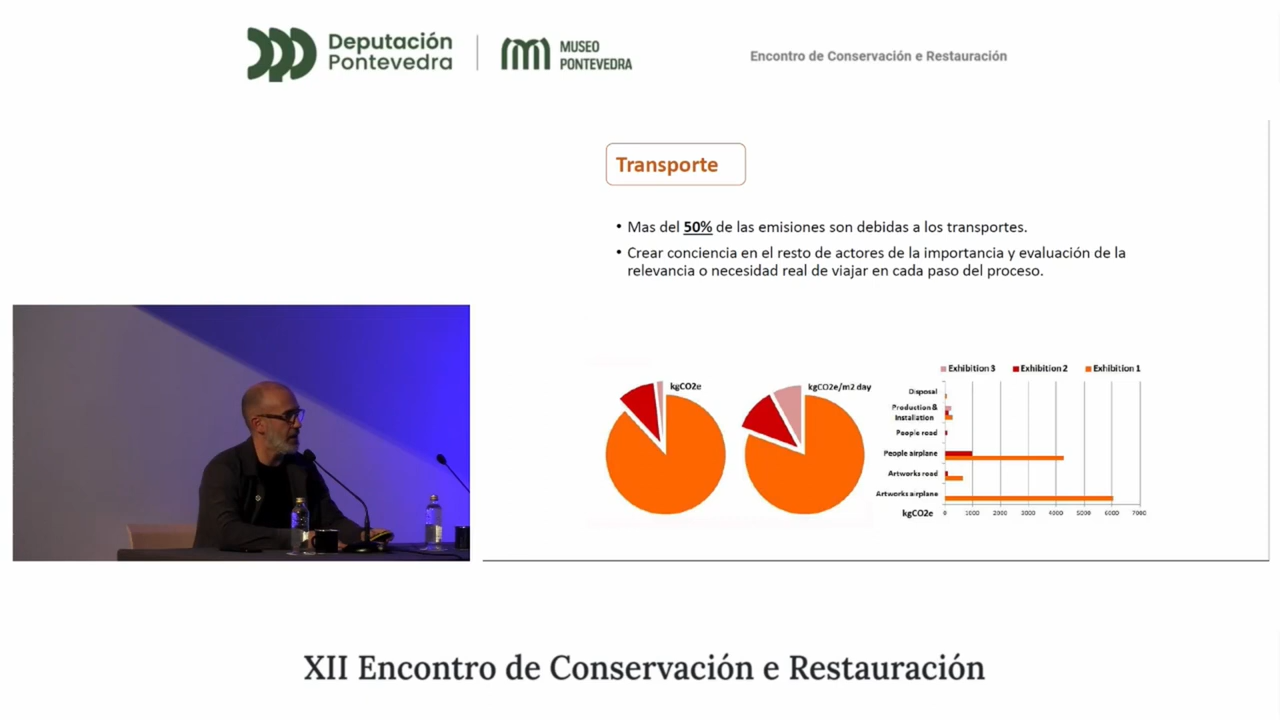 Deputación
Pontevedra
MUSEO
PONTEVEDRA
Encontro de Conservación e Restauración
Transporte
• Mas del 50% de las emisiones son debidas a los transportes.
• Crear conciencia en el resto de actores de la importancia y evaluación de la
relevancia o necesidad real de viajar en cada paso del proceso.
kgCO2e
kgCO2e/m2 day
Exhibition 3 Exhibition 2 Exhibition 1
Disposal
Production &
Installation
People road
People airplane
Artworks road
Artworks airplane
kgCO2e
0 1000 2000 3000 4000 5000 6000 7000
XII Encontro de Conservación e Restauración